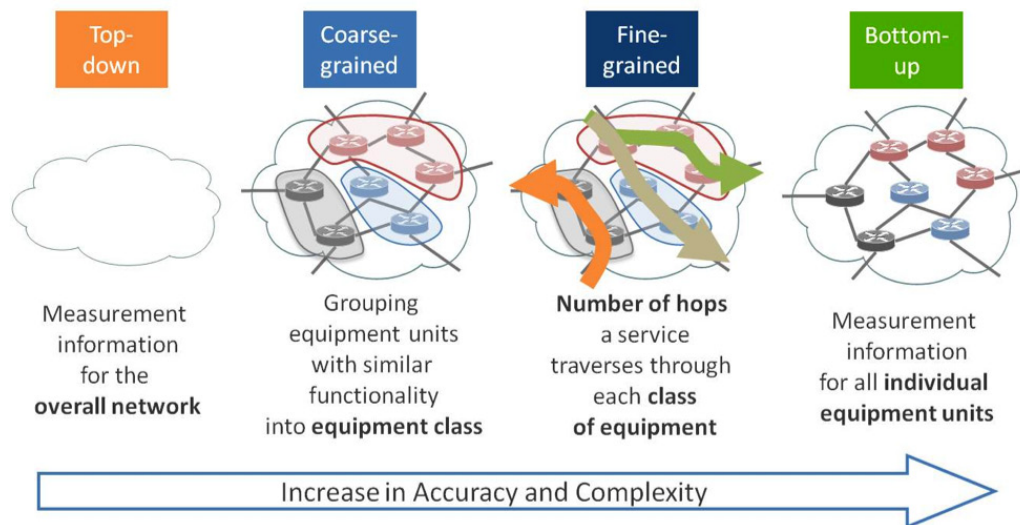 Top-
down
Coarse-
grained
Fine-
grained
Bottom-
up
Measurement
information
for the
overall network
Grouping
equipment units
with similar
functionality
into equipment class
Number of hops
a service
traverses through
each class
of equipment
Measurement
information
for all individual
equipment units
Increase in Accuracy and Complexity